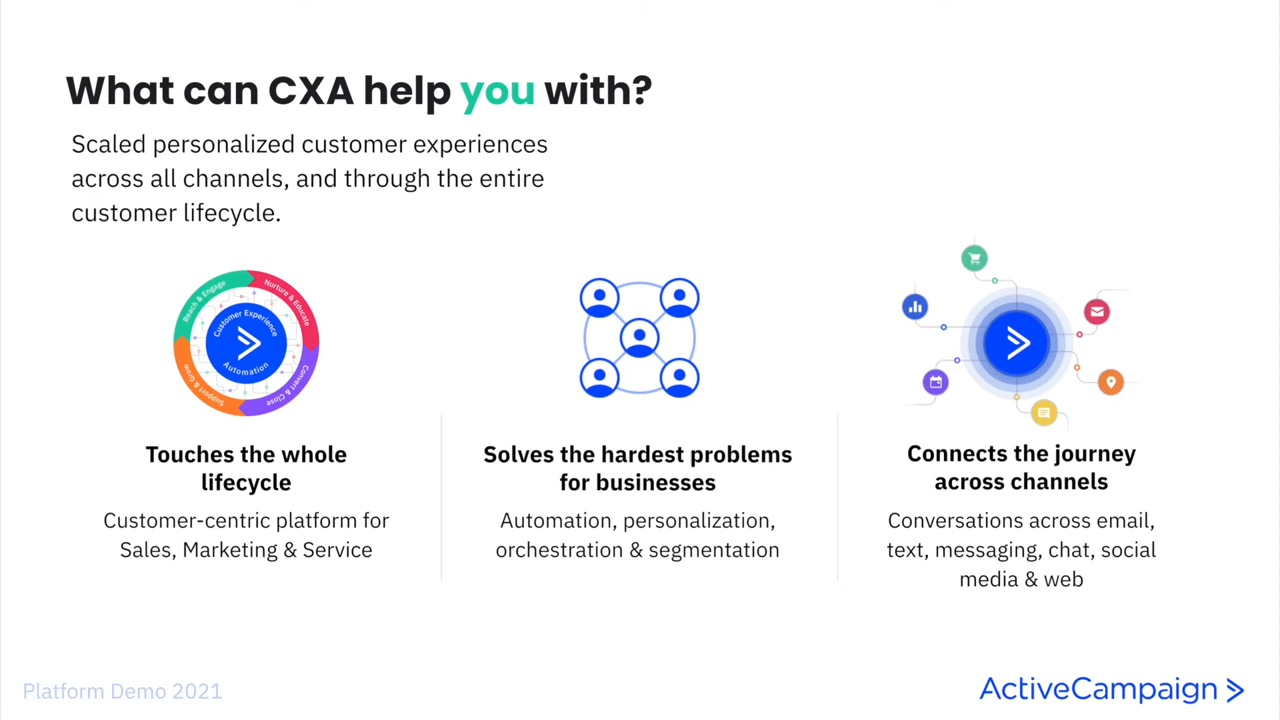 What can CXA help you with?
Scaled personalized customer experiences
across all channels, and through the entire
customer lifecycle.
Reach & Engage
Nurture & Educate
Customer Experience
Automation
Support & Grow
Convert & Close
Touches the whole
lifecycle
Customer-centric platform for
Sales, Marketing & Service
Solves the hardest problems
for businesses
Automation, personalization,
orchestration & segmentation
Connects the journey
across channels
Conversations across email,
text, messaging, chat, social
media & web
Platform Demo 2021
ActiveCampaign